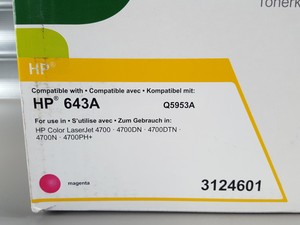 Tonerk
HP®
Compatible with • Compatible avec • Kompatibel mit:
HP® 643A Q5953A
For use in • S'utilise avec • Zum Gebrauch in:
HP Color LaserJet 4700 · 4700DN · 4700DTN ·
4700N · 4700PH+
magenta
3124601